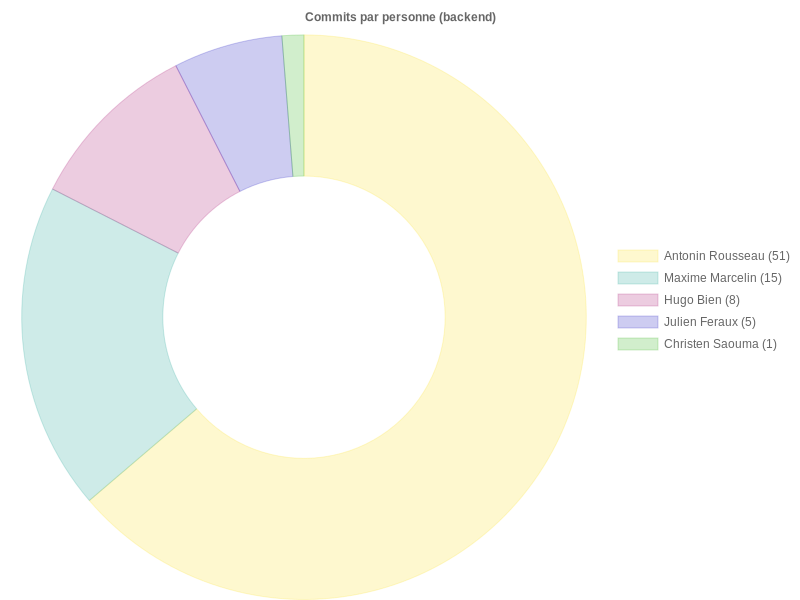 Commits par personne (backend)
Antonin Rousseau (51)
Maxime Marcelin (15)
Hugo Bien (8)
Julien Feraux (5)
Christen Saouma (1)